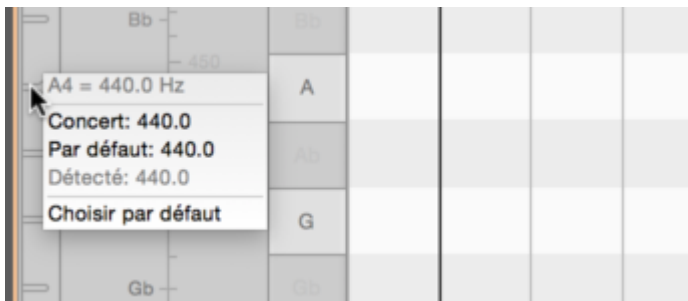 Bb
Bb
450
A4 = 440.0 Hz
A
Concert: 440.0
Par défaut: 440.0
Ab
Détecté: 440.0
Choisir par défaut
G
Gb
Gb